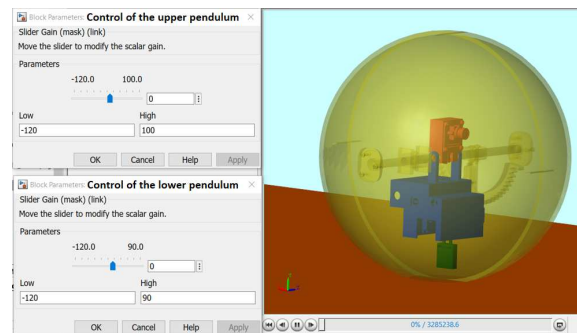 Block Parameters: Control of the upper pendulum
Slider Gain (mask) (link)
Move the slider to modify the scalar gain.
Parameters
-120.0 100.0
0
Low High
-120 100
OK Cancel Help Apply
Block Parameters: Control of the lower pendulum
Slider Gain (mask) (link)
Move the slider to modify the scalar gain.
Parameters
-120.0 90.0
0
Low High
-120 90
OK Cancel Help Apply
0% / 3285238.6